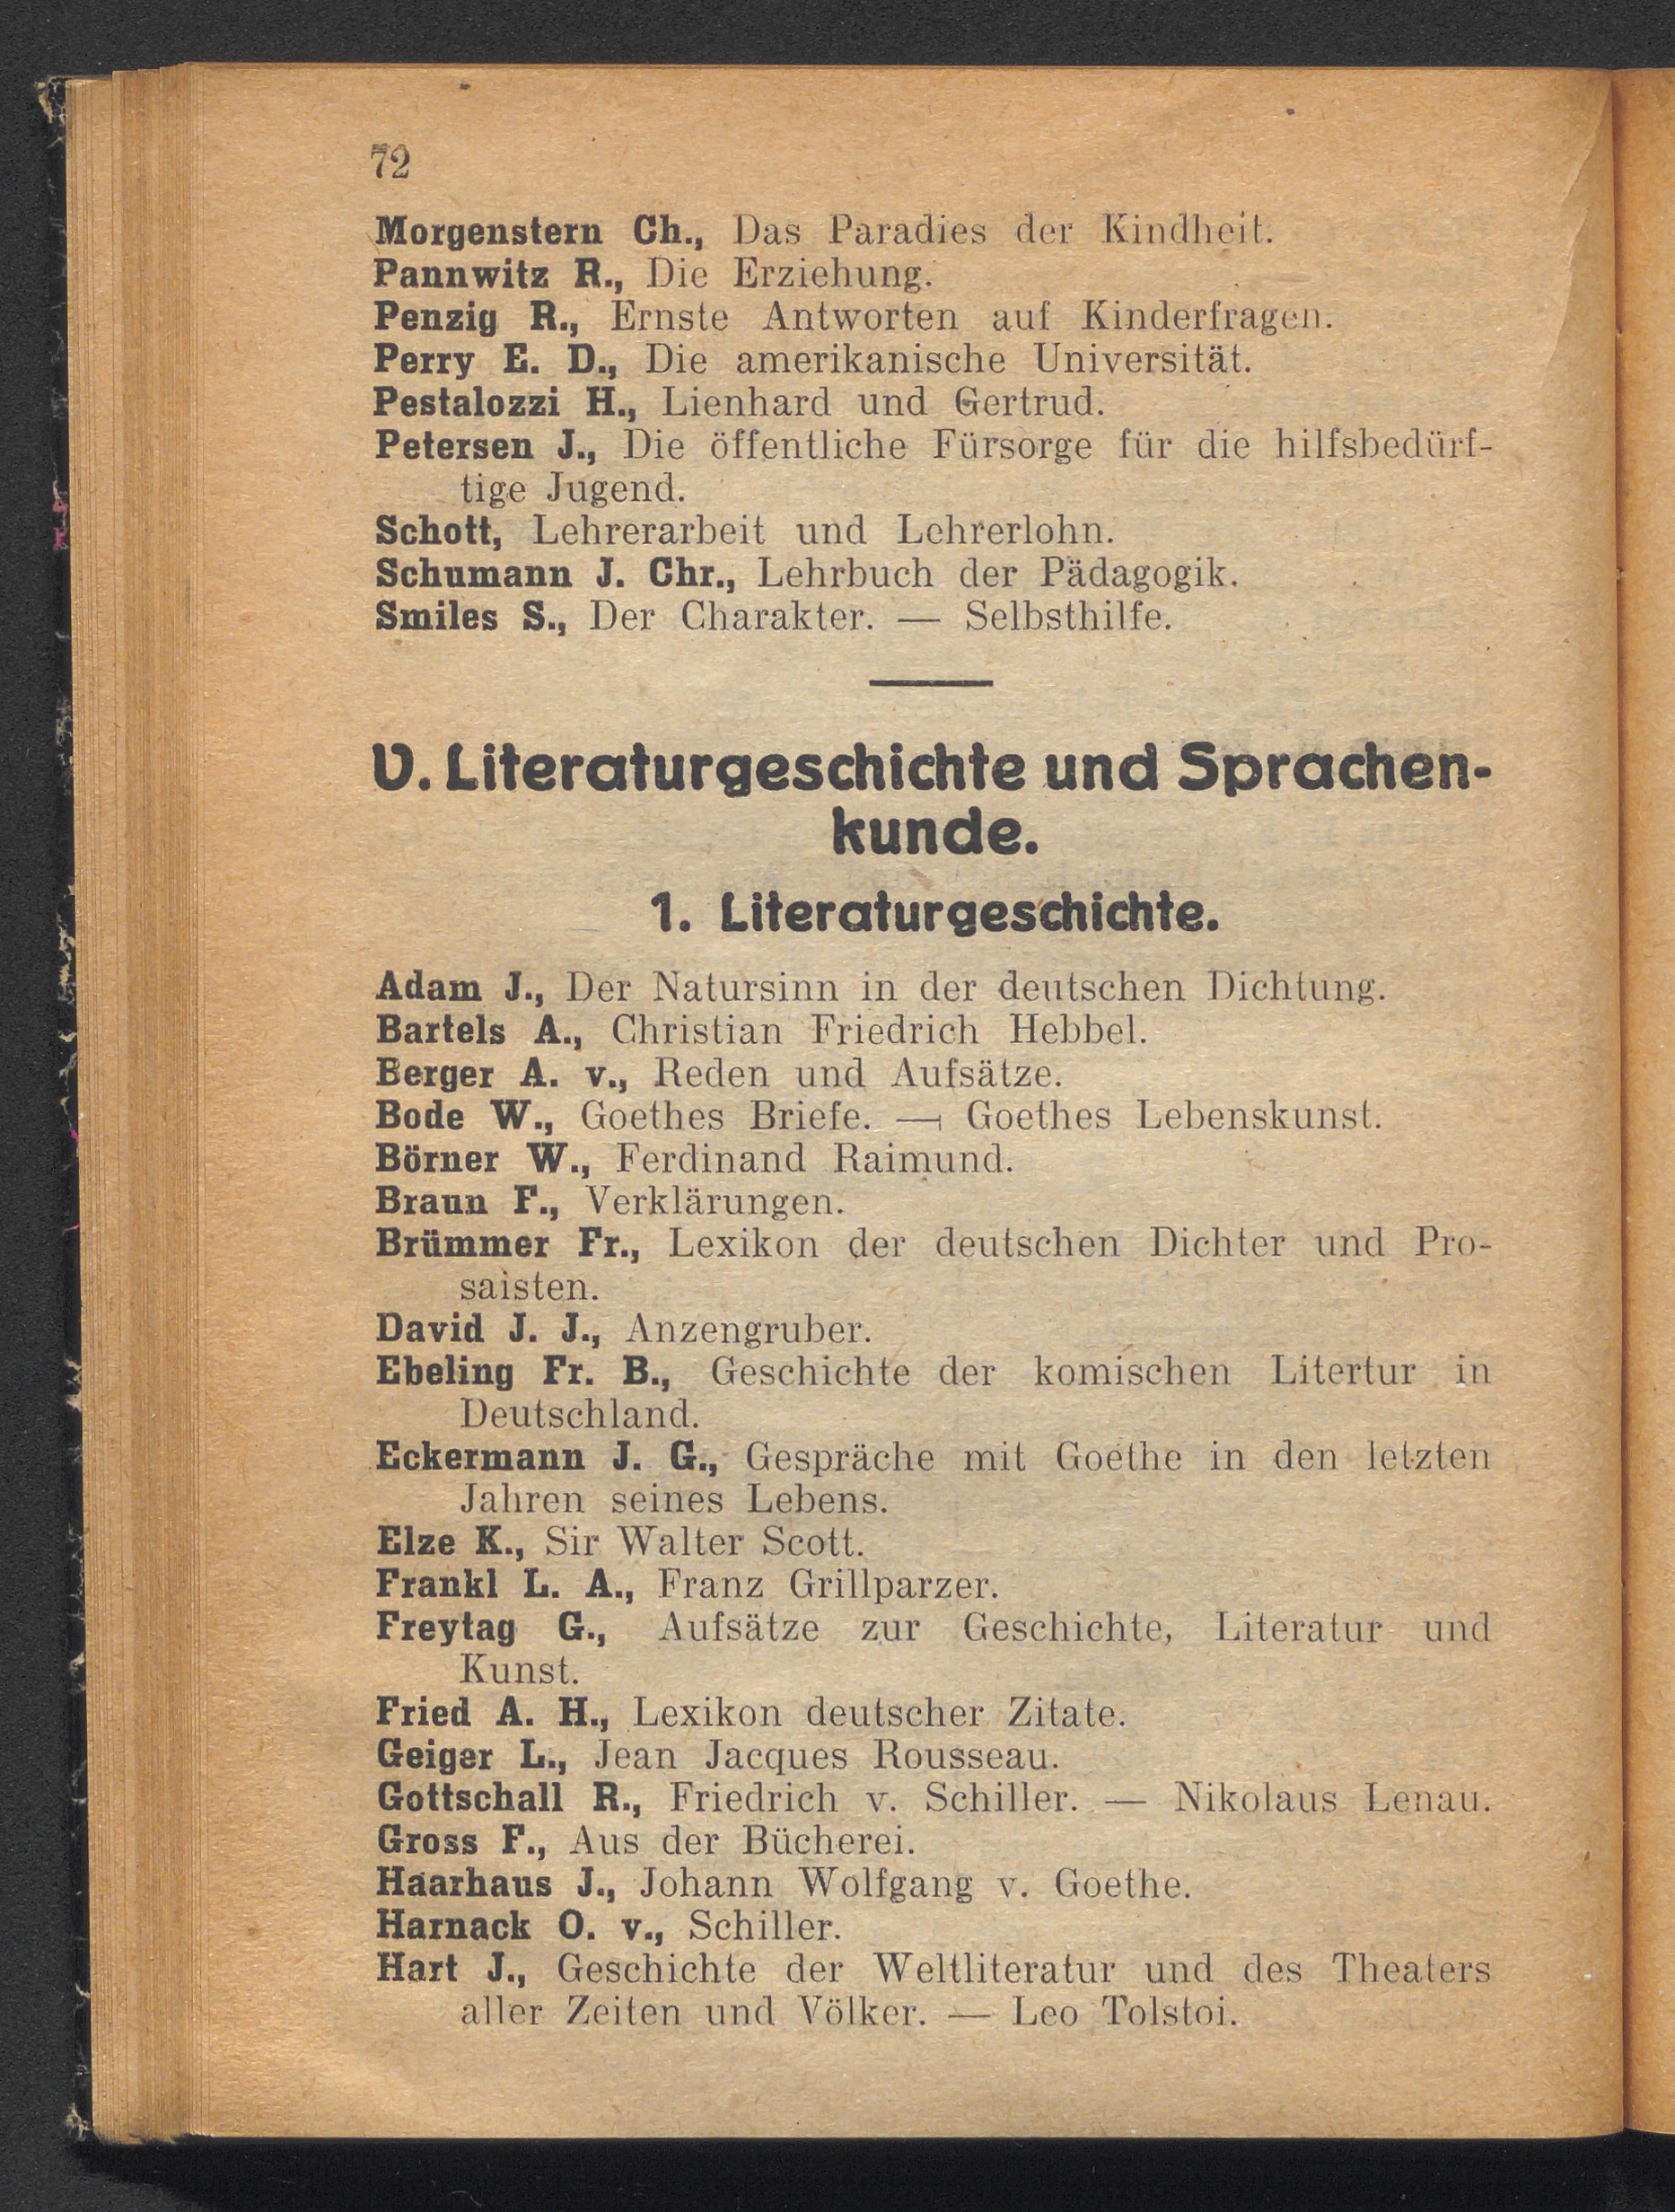 72
Morgenstern Ch., Das Paradies der Kindheit.
Pannwitz R., Die Erziehung.
Penzig R., Ernste Antworten auf Kinderfragen.
Perry E. D., Die amerikanische Universität.
Pestalozzi H., Lienhard und Gertrud.
Petersen J., Die öffentliche Fürsorge für die hilfsbedürf-
tige Jugend.
Schott, Lehrerarbeit und Lehrerlohn.
Schumann J. Chr., Lehrbuch der Pädagogik.
Smiles S., Der Charakter. — Selbsthilfe.
V. Literaturgeschichte und Sprachen-
kunde.
1. Literaturgeschichte.
Adam J., Der Natursinn in der deutschen Dichtung.
Bartels A., Christian Friedrich Hebbel.
Berger A. v., Reden und Aufsätze.
Bode W., Goethes Briefe. — Goethes Lebenskunst.
Börner W., Ferdinand Raimund.
Braun F., Verklärungen.
Brümmer Fr., Lexikon der deutschen Dichter und Pro-
saisten.
David J. J., Anzengruber.
Ebeling Fr. B., Geschichte der komischen Litertur in
Deutschland.
Eckermann J. G., Gespräche mit Goethe in den letzten
Jahren seines Lebens.
Elze K., Sir Walter Scott.
Frankl L. A., Franz Grillparzer.
Freytag G., Aufsätze zur Geschichte, Literatur und
Kunst.
Fried A. H., Lexikon deutscher Zitate.
Geiger L., Jean Jacques Rousseau.
Gottschall R., Friedrich v. Schiller. — Nikolaus Lenau.
Gross F., Aus der Bücherei.
Haarhaus J., Johann Wolfgang v. Goethe.
Harnack O. v., Schiller.
Hart J., Geschichte der Weltliteratur und des Theaters
aller Zeiten und Völker. — Leo Tolstoi.